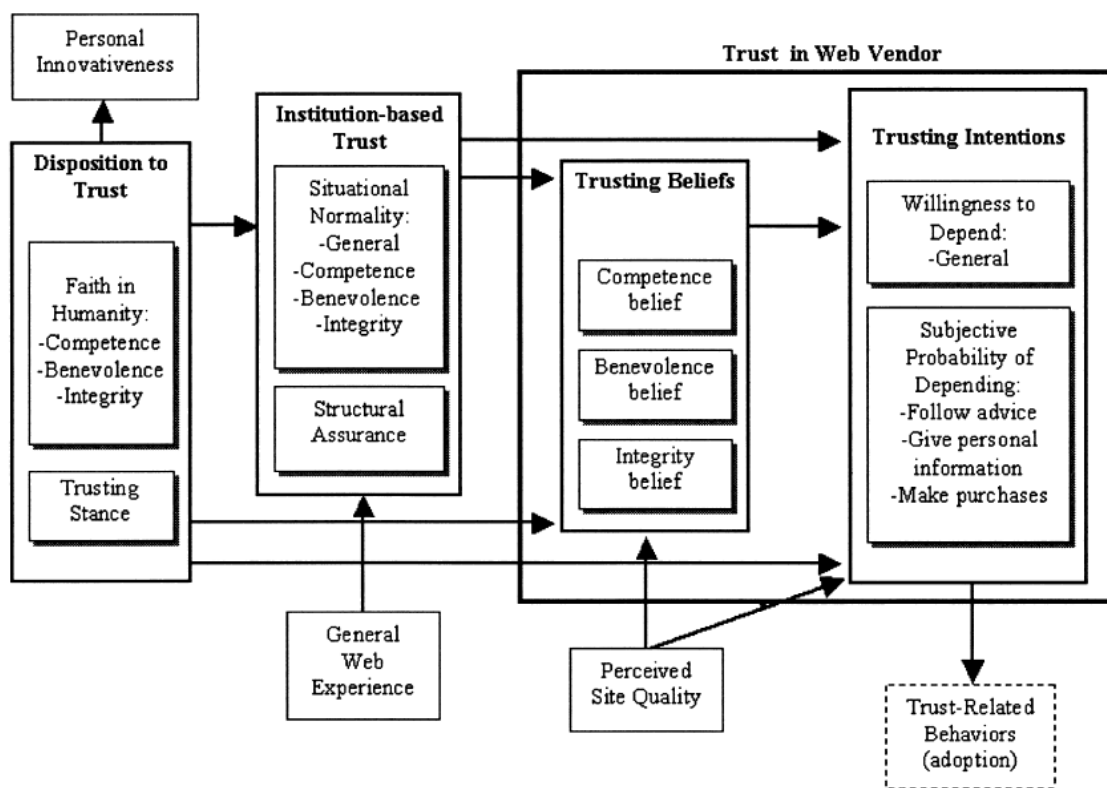 Personal
Innovativeness
Trust in Web Vendor
Disposition to
Trust
Faith in
Humanity:
-Competence
-Benevolence
-Integrity
Trusting
Stance
Institution-based
Trust
Situational
Normality:
-General
-Competence
-Benevolence
-Integrity
Structural
Assurance
Trusting Beliefs
Competence
belief
Benevolence
belief
Integrity
belief
Trusting Intentions
Willingness to
Depend:
-General
Subjective
Probability of
Depending:
-Follow advice
-Give personal
information
-Make purchases
General
Web
Experience
Perceived
Site Quality
Trust-Related
Behaviors
(adoption)